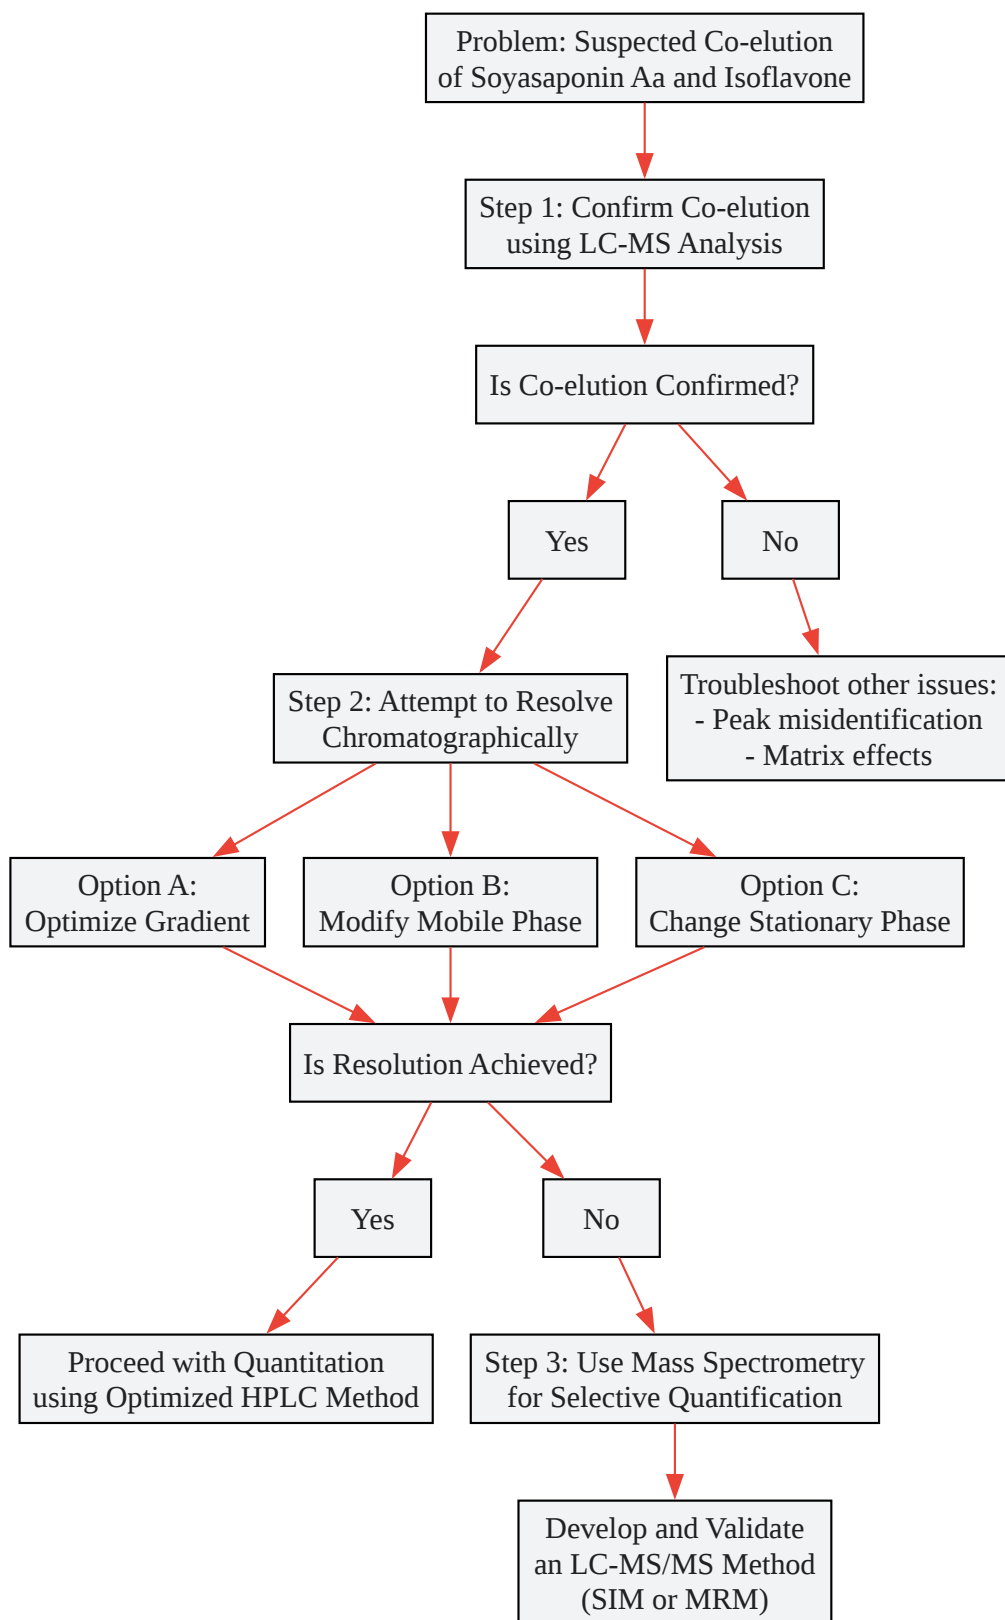 Problem: Suspected Co-elution
of Soyasaponin Aa and Isoflavone
Step 1: Confirm Co-elution
using LC-MS Analysis
Is Co-elution Confirmed?
Yes
No
Step 2: Attempt to Resolve
Chromatographically
Troubleshoot other issues:
- Peak misidentification
- Matrix effects
Option A:
Optimize Gradient
Option B:
Modify Mobile Phase
Option C:
Change Stationary Phase
Is Resolution Achieved?
Yes
No
Proceed with Quantitation
using Optimized HPLC Method
Step 3: Use Mass Spectrometry
for Selective Quantification
Develop and Validate
an LC-MS/MS Method
(SIM or MRM)